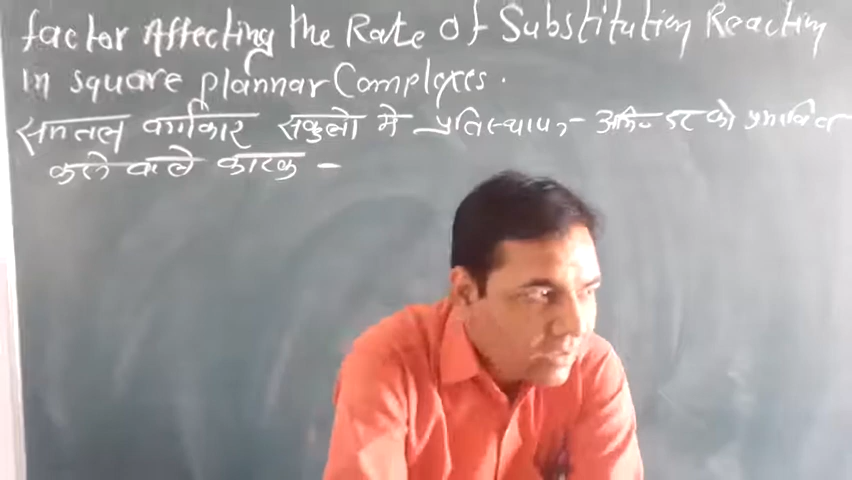 factor Affecting the Rate of Substitution Reaction
in square plannar Complexes.
समतल वर्गाकार संकुलो मे प्रतिस्थापन - अभि० दर को प्रभावित
करने वाले कारक -